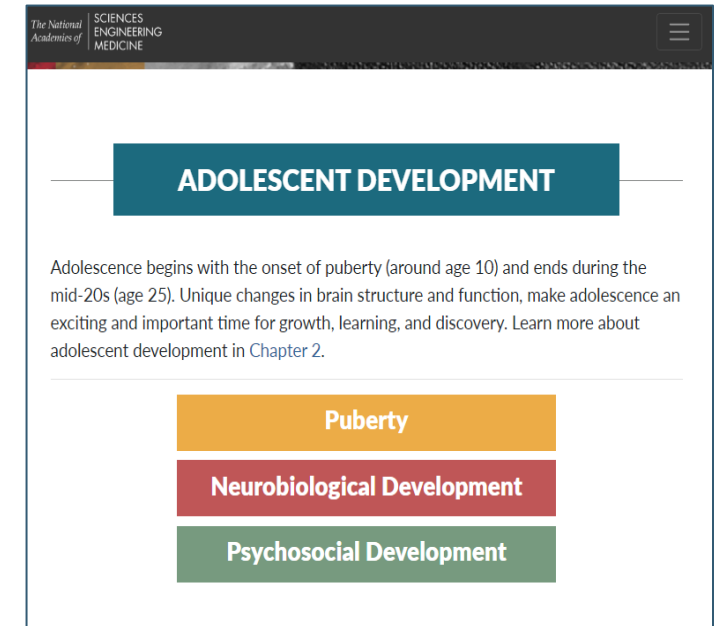 The National
Academies of
SCIENCES
ENGINEERING
MEDICINE
ADOLESCENT DEVELOPMENT
Adolescence begins with the onset of puberty (around age 10) and ends during the
mid-20s (age 25). Unique changes in brain structure and function, make adolescence an
exciting and important time for growth, learning, and discovery. Learn more about
adolescent development in Chapter 2.
Puberty
Neurobiological Development
Psychosocial Development